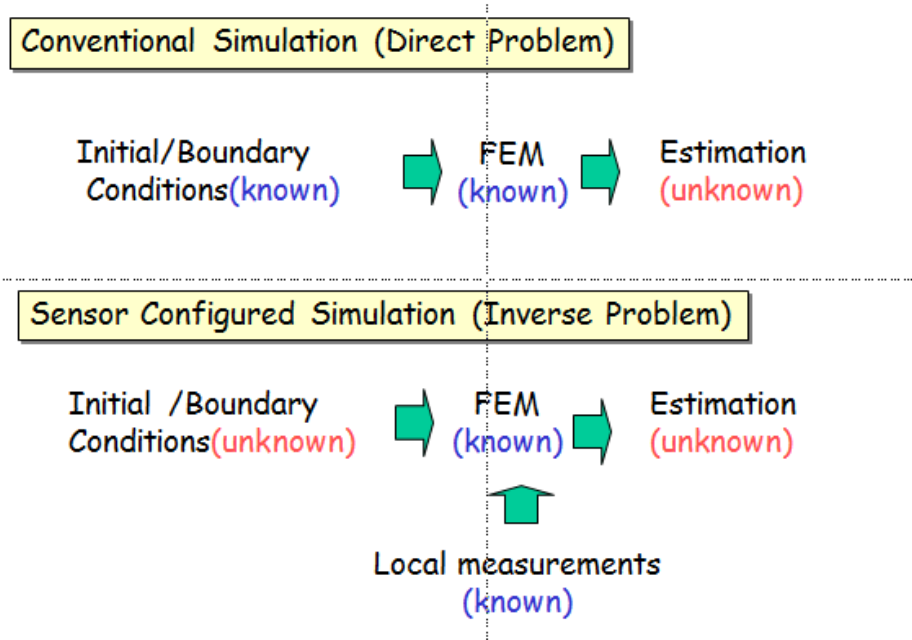 Conventional Simulation (Direct Problem)
Initial/Boundary
Conditions(known)
FEM
(known)
Estimation
(unknown)
Sensor Configured Simulation (Inverse Problem)
Initial /Boundary
Conditions(unknown)
FEM
(known)
Estimation
(unknown)
Local measurements
(known)